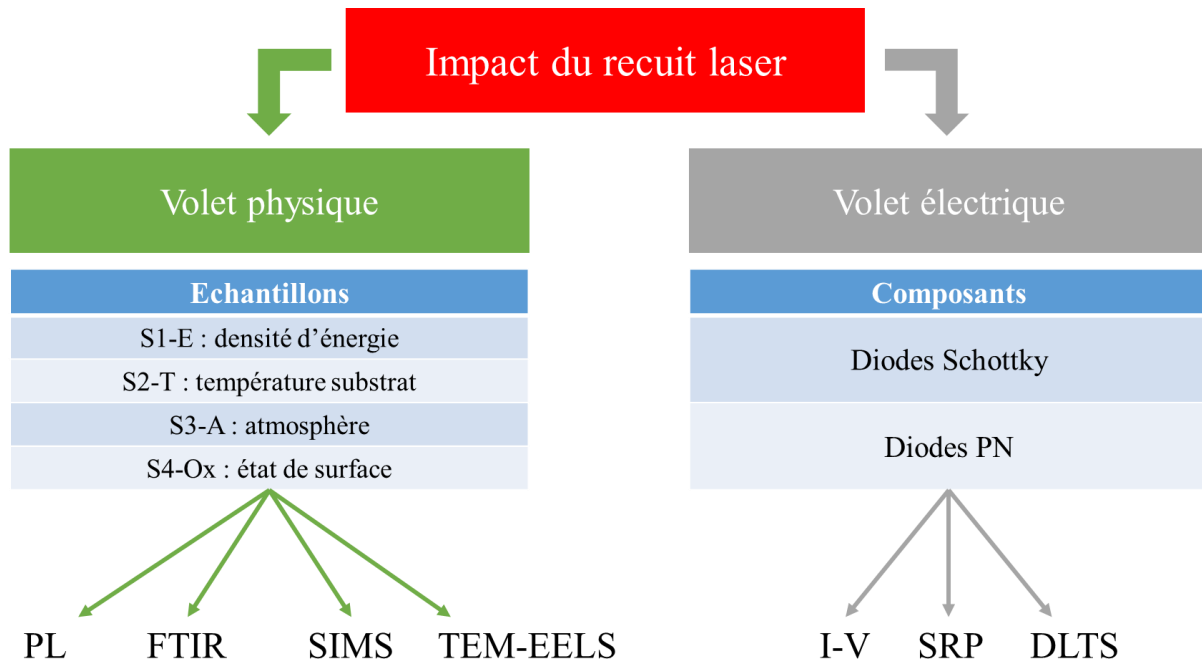 Impact du recuit laser
Volet physique
Volet électrique
Echantillons
S1-E : densité d’énergie
S2-T : température substrat
S3-A : atmosphère
S4-Ox : état de surface
Composants
Diodes Schottky
Diodes PN
PL FTIR SIMS TEM-EELS
I-V SRP DLTS